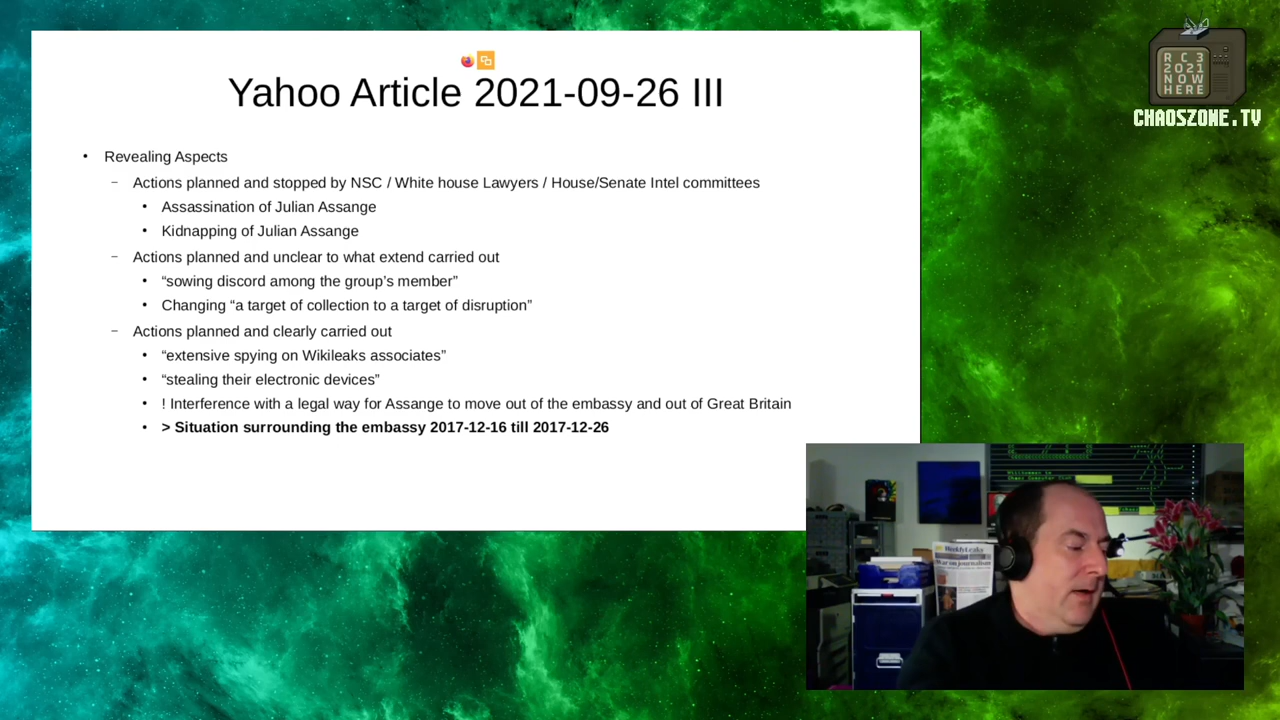 Yahoo Article 2021-09-26 III
• Revealing Aspects
– Actions planned and stopped by NSC / White house Lawyers / House/Senate Intel committees
• Assassination of Julian Assange
• Kidnapping of Julian Assange
– Actions planned and unclear to what extend carried out
• “sowing discord among the group’s member”
• Changing “a target of collection to a target of disruption”
– Actions planned and clearly carried out
• “extensive spying on Wikileaks associates”
• “stealing their electronic devices”
• ! Interference with a legal way for Assange to move out of the embassy and out of Great Britain
• > Situation surrounding the embassy 2017-12-16 till 2017-12-26
RC3
2021
NOW
HERE
CHAOSZONE.TV
WeeklyLeaks
War on journalism